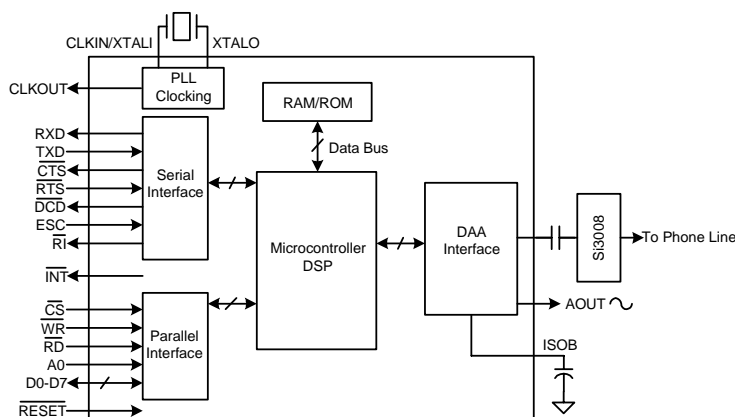 CLKIN/XTALI
XTALO
CLKOUT
PLL
Clocking
RAM/ROM
Data Bus
RXD
TXD
CTS
RTS
DCD
ESC
RI
Serial
Interface
INT
Microcontroller
DSP
DAA
Interface
Si3008
To Phone Line
AOUT
ISOB
CS
WR
RD
A0
D0-D7
Parallel
Interface
RESET